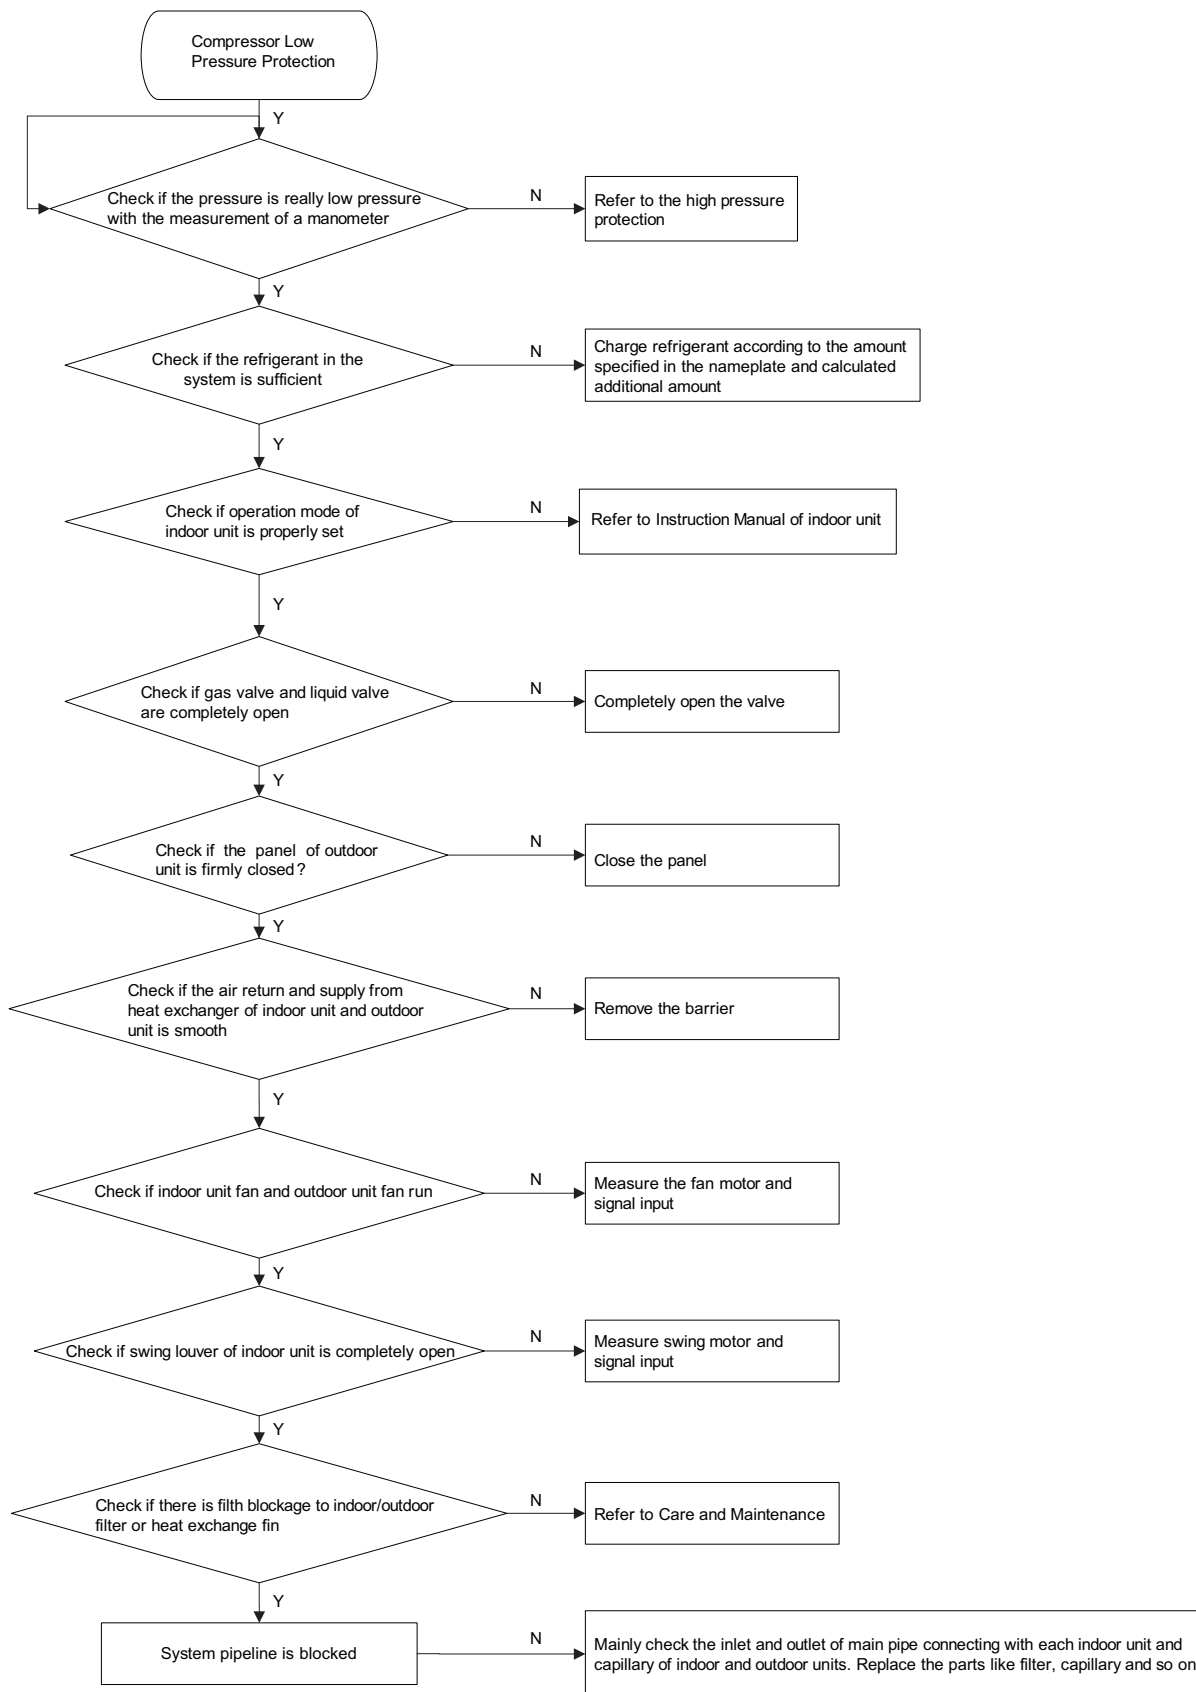 Compressor Low
Pressure Protection
Y
Check if the pressure is really low pressure
with the measurement of a manometer
N
Refer to the high pressure
protection
Y
Check if the refrigerant in the
system is sufficient
N
Charge refrigerant according to the amount
specified in the nameplate and calculated
additional amount
Y
Check if operation mode of
indoor unit is properly set
N
Refer to Instruction Manual of indoor unit
Y
Check if gas valve and liquid valve
are completely open
N
Completely open the valve
Y
Check if the panel of outdoor
unit is firmly closed?
N
Close the panel
Y
Check if the air return and supply from
heat exchanger of indoor unit and outdoor
unit is smooth
N
Remove the barrier
Y
Check if indoor unit fan and outdoor unit fan run
N
Measure the fan motor and
signal input
Y
Check if swing louver of indoor unit is completely open
N
Measure swing motor and
signal input
Y
Check if there is filth blockage to indoor/outdoor
filter or heat exchange fin
N
Refer to Care and Maintenance
Y
System pipeline is blocked
N
Mainly check the inlet and outlet of main pipe connecting with each indoor unit and
capillary of indoor and outdoor units. Replace the parts like filter, capillary and so on